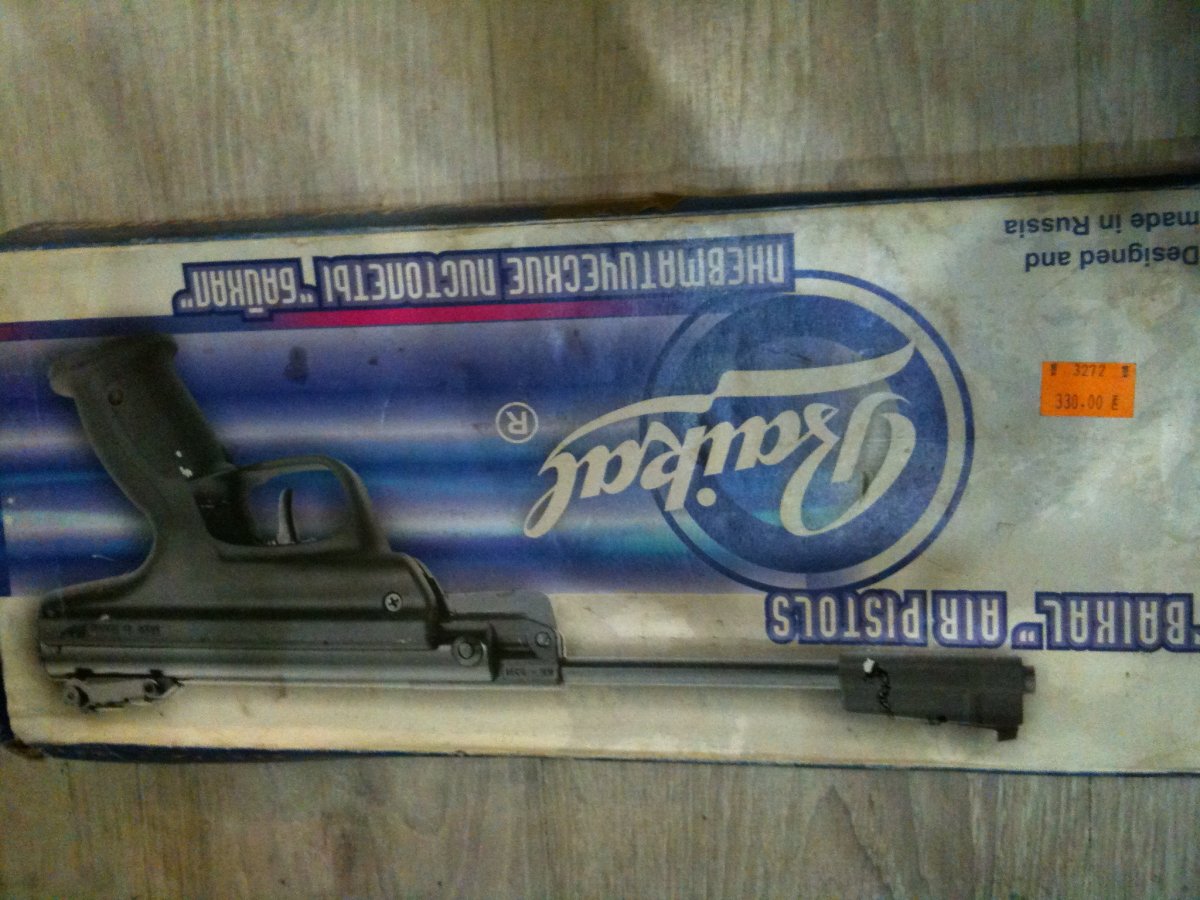 "BAIKAL" AIR PISTOLS
Baikal ®
ПНЕВМАТИЧЕСКИЕ ПИСТОЛЕТЫ "БАЙКАЛ"
Designed and
made in Russia
3272
330.00 E